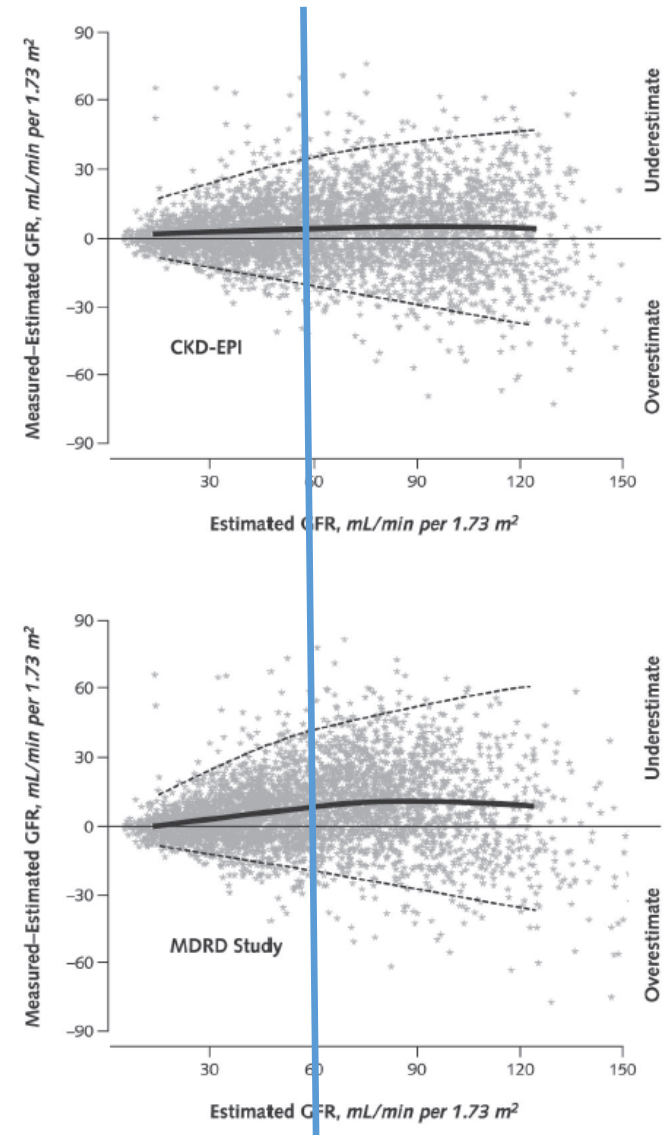 Measured–Estimated GFR, mL/min per 1.73 m²
90
60
30
0
–30
–60
–90
Underestimate
Overestimate
CKD-EPI
30
60
90
120
150
Estimated GFR, mL/min per 1.73 m²
Measured–Estimated GFR, mL/min per 1.73 m²
90
60
30
0
–30
–60
–90
Underestimate
Overestimate
MDRD Study
30
60
90
120
150
Estimated GFR, mL/min per 1.73 m²